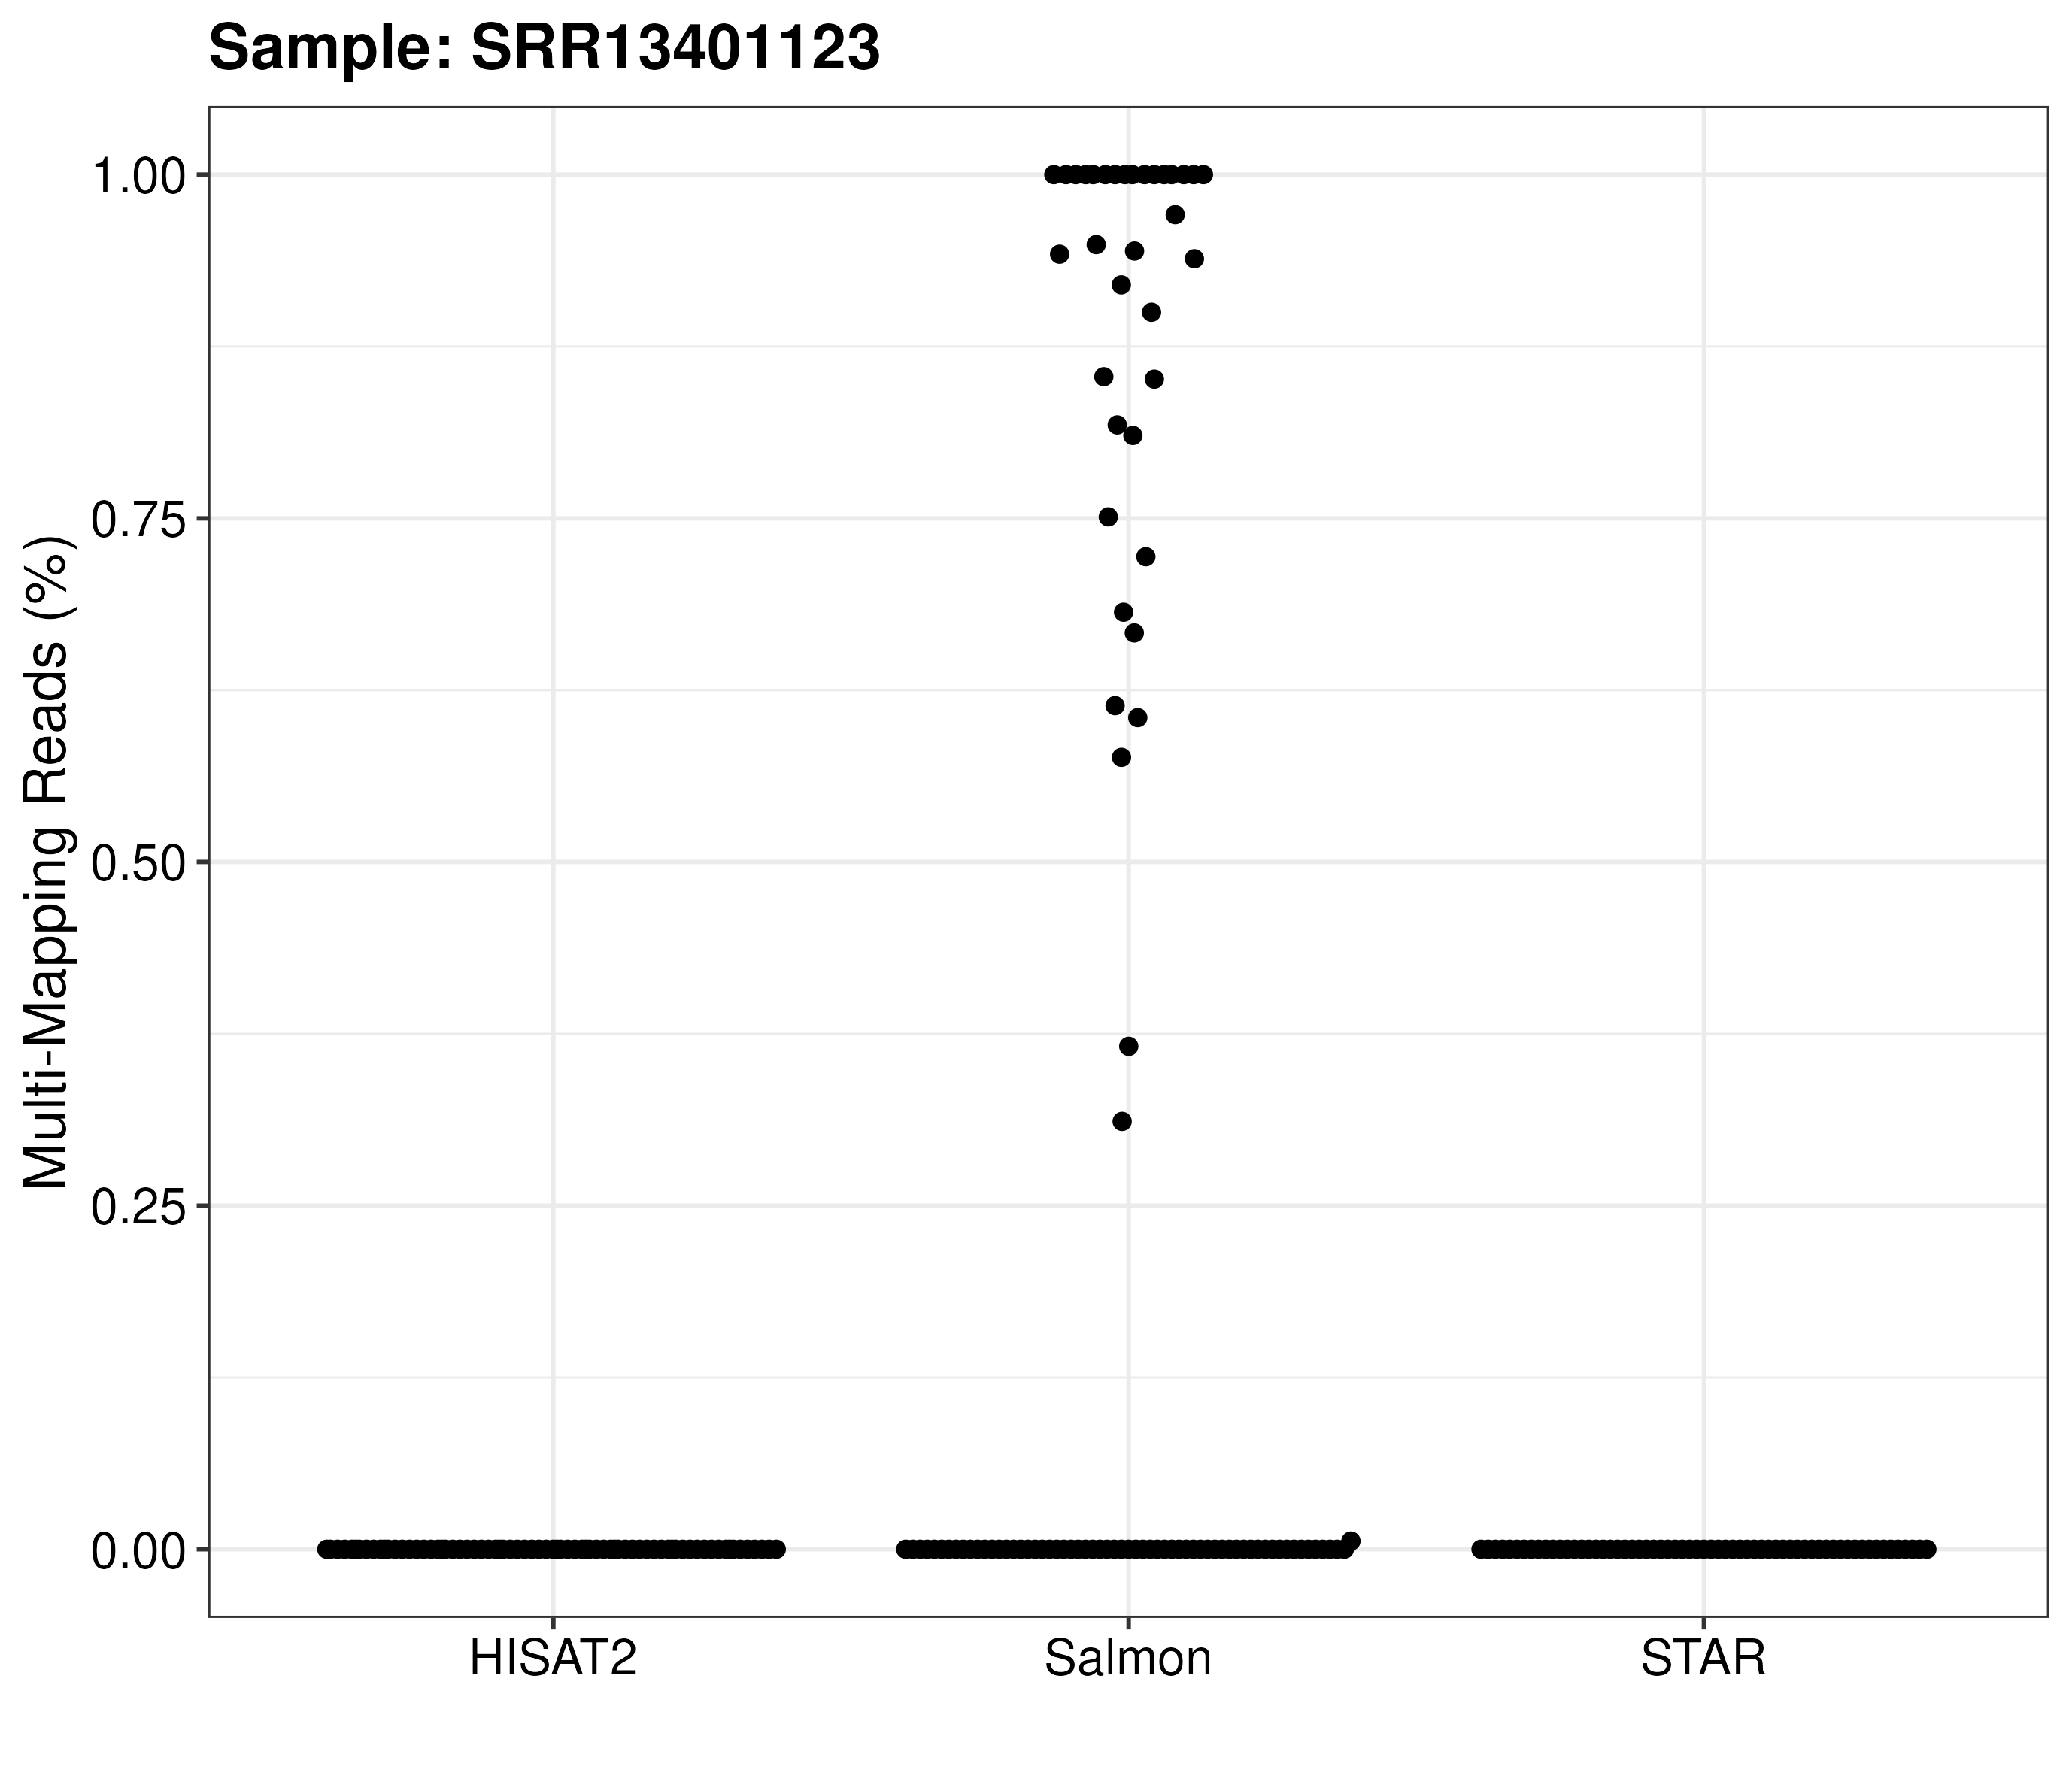 Sample: SRR13401123
Multi-Mapping Reads (%)
1.00
0.75
0.50
0.25
0.00
HISAT2
Salmon
STAR